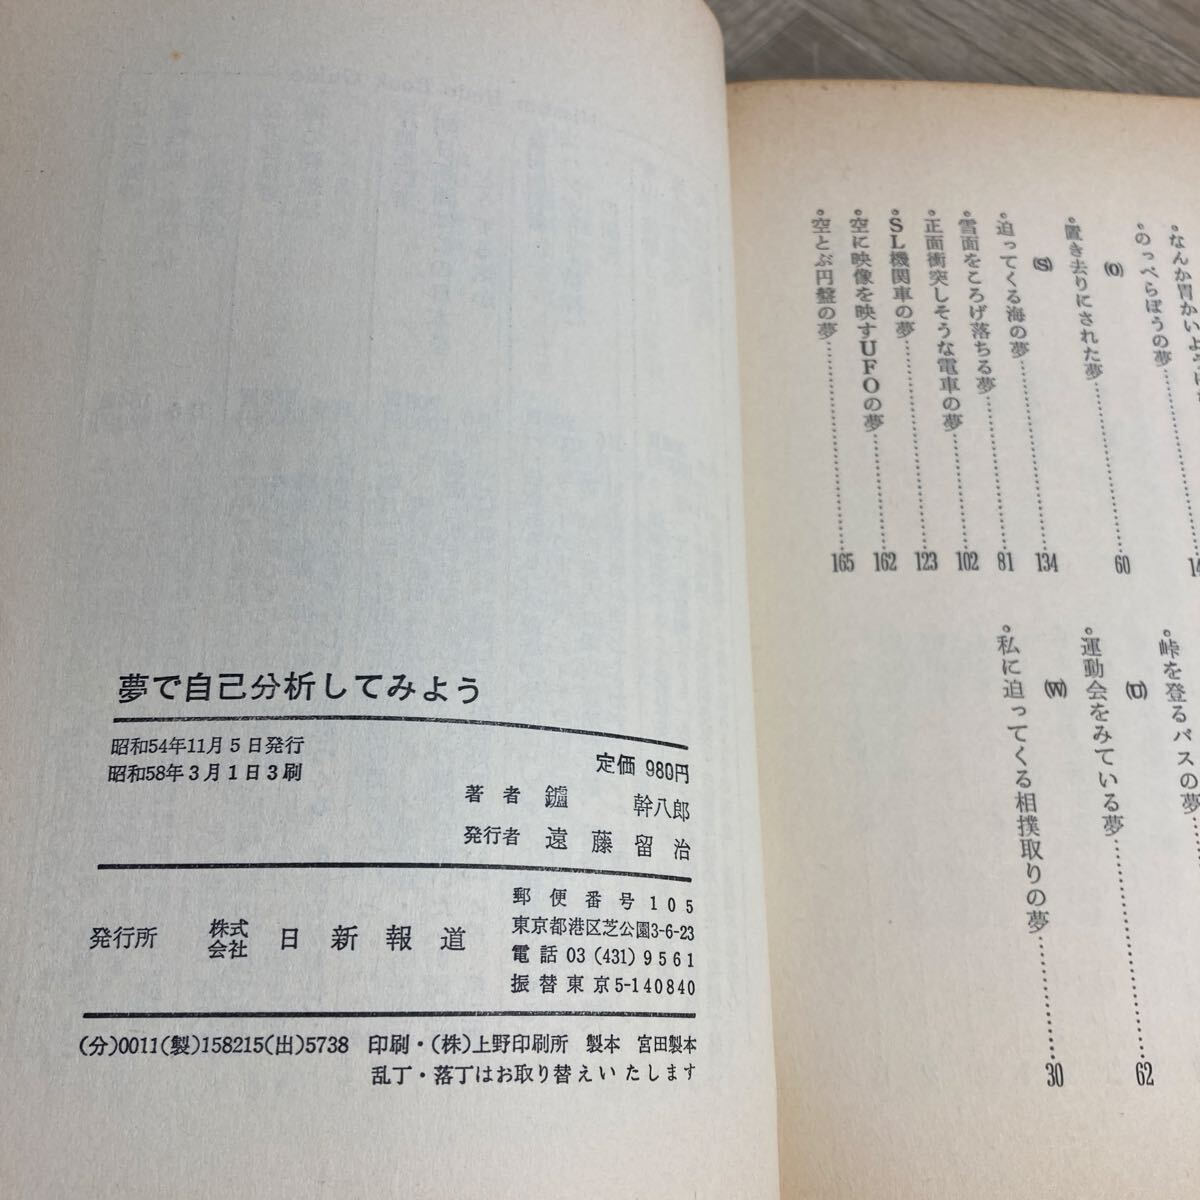 夢で自己分析してみよう
昭和54年11月5日発行
昭和58年3月1日3刷
定価 980円
著者 鑪 幹八郎
発行者 遠藤留治
発行所 株式会社 日新報道
郵便番号 105
東京都港区芝公園3-6-23
電話 03 (431) 9561
振替東京5-140840
(分)0011(製)158215(出)5738 印刷・(株)上野印刷所 製本 宮田製本
乱丁・落丁はお取り替えいたします
のっぺらぼうの夢……60
(O)
置き去りにされた夢……134
(S)
迫ってくる海の夢……81
雪面をころげ落ちる夢……102
正面衝突しそうな電車の夢……123
SL機関車の夢……162
空に映像を映すUFOの夢……165
空とぶ円盤の夢
峠を登るバスの夢
(U)
運動会をみている夢……62
(W)
私に迫ってくる相撲取りの夢……30